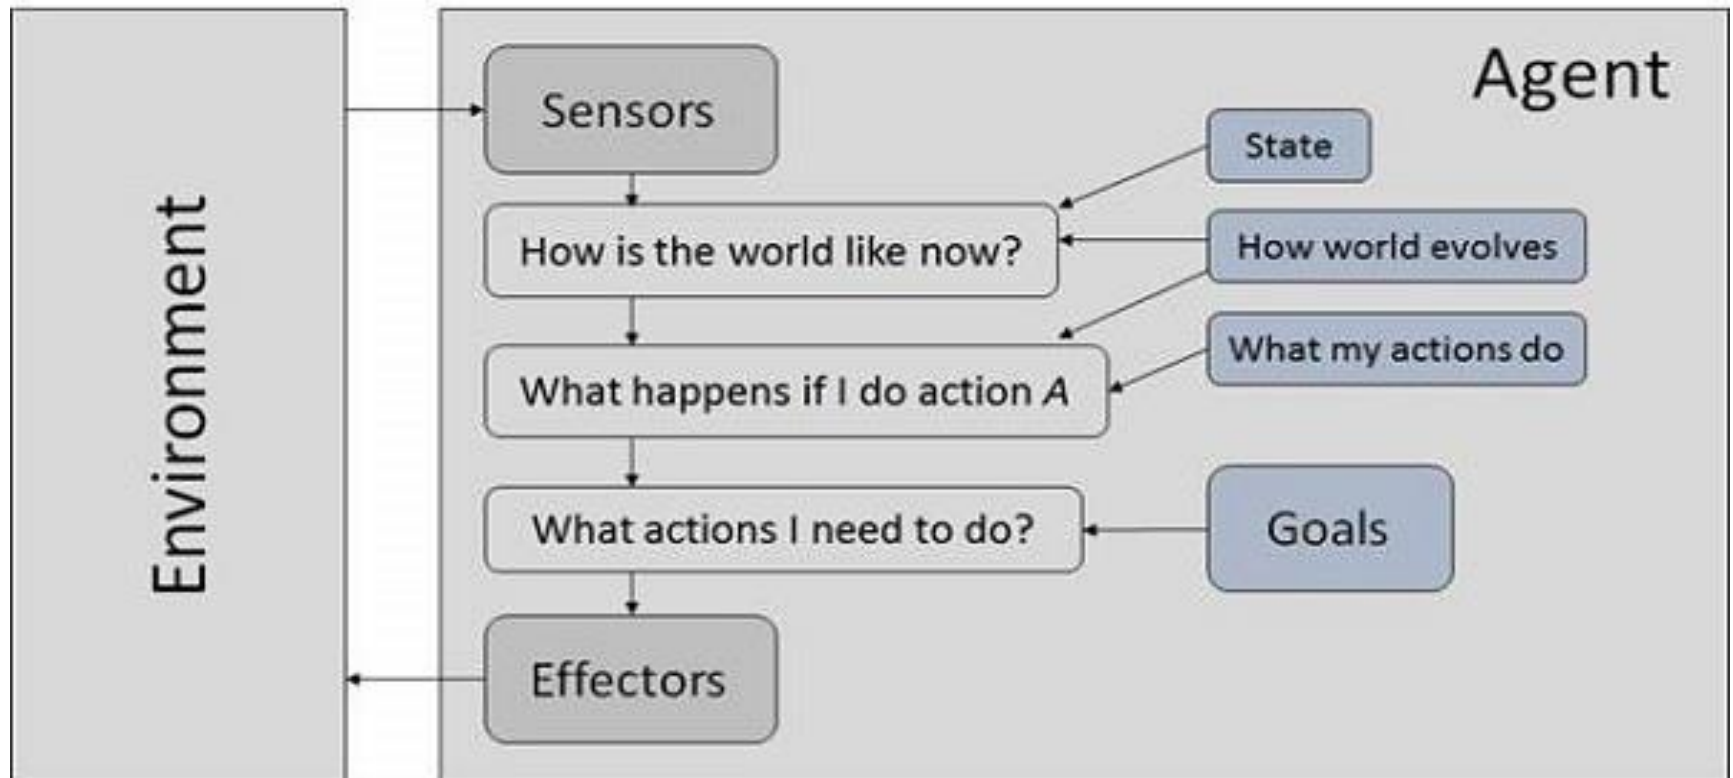 Environment
Agent
Sensors
State
How is the world like now?
How world evolves
What my actions do
What happens if I do action A
What actions I need to do?
Goals
Effectors